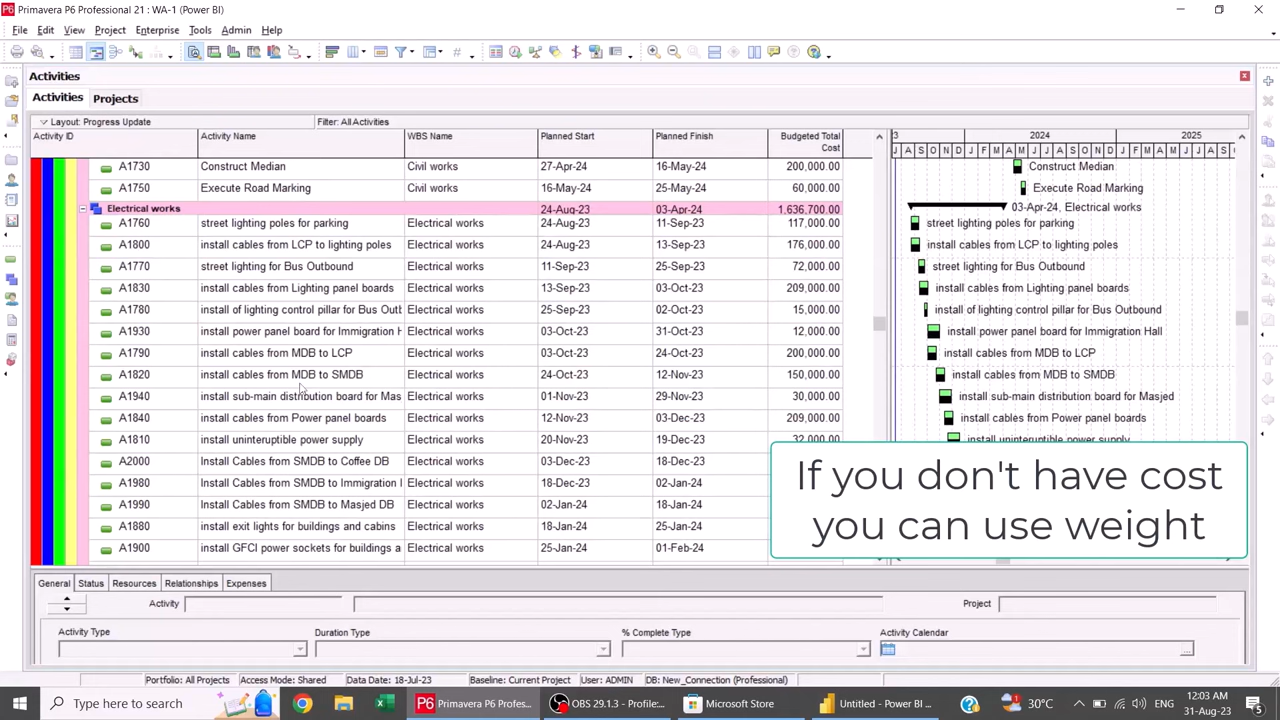 Primavera P6 Professional 21 : WA-1 (Power BI)
File Edit View Project Enterprise Tools Admin Help
Activities
Activities Projects
Layout: Progress Update Filter: All Activities
Activity ID Activity Name WBS Name Planned Start Planned Finish Budgeted Total Cost 3 2024 2025
J A S O N D J F M A M J J A S O N D J F M A M J J A S
A1730 Construct Median Civil works 27-Apr-24 16-May-24 200,000.00 Construct Median
A1750 Execute Road Marking Civil works 16-May-24 25-May-24 60,000.00 Execute Road Marking
Electrical works 24-Aug-23 03-Apr-24 1,636,700.00 03-Apr-24, Electrical works
A1760 street lighting poles for parking Electrical works 24-Aug-23 11-Sep-23 117,000.00 street lighting poles for parking
A1800 install cables from LCP to lighting poles Electrical works 24-Aug-23 13-Sep-23 176,000.00 install cables from LCP to lighting poles
A1770 street lighting for Bus Outbound Electrical works 11-Sep-23 25-Sep-23 72,000.00 street lighting for Bus Outbound
A1830 install cables from Lighting panel boards Electrical works 13-Sep-23 03-Oct-23 209,000.00 install cables from Lighting panel boards
A1780 install of lighting control pillar for Bus Outb Electrical works 25-Sep-23 02-Oct-23 15,000.00 install of lighting control pillar for Bus Outbound
A1930 install power panel board for Immigration H Electrical works 03-Oct-23 31-Oct-23 12,000.00 install power panel board for Immigration Hall
A1790 install cables from MDB to LCP Electrical works 03-Oct-23 24-Oct-23 200,000.00 install cables from MDB to LCP
A1820 install cables from MDB to SMDB Electrical works 24-Oct-23 12-Nov-23 150,000.00 install cables from MDB to SMDB
A1940 install sub-main distribution board for Mas Electrical works 01-Nov-23 29-Nov-23 30,000.00 install sub-main distribution board for Masjed
A1840 install cables from Power panel boards Electrical works 12-Nov-23 03-Dec-23 209,000.00 install cables from Power panel boards
A1810 install uninteruptible power supply Electrical works 20-Nov-23 19-Dec-23 32,000.00 install uninteruptible power supply
A2000 Install Cables from SMDB to Coffee DB Electrical works 03-Dec-23 18-Dec-23
A1980 Install Cables from SMDB to Immigration I Electrical works 18-Dec-23 02-Jan-24
A1990 Install Cables from SMDB to Masjed DB Electrical works 02-Jan-24 18-Jan-24
A1880 install exit lights for buildings and cabins Electrical works 18-Jan-24 25-Jan-24
A1900 install GFCI power sockets for buildings a Electrical works 25-Jan-24 01-Feb-24
If you don't have cost
you can use weight
General Status Resources Relationships Expenses
Activity Project
Activity Type Duration Type % Complete Type Activity Calendar
Portfolio: All Projects Access Mode: Shared Data Date: 18-Jul-23 Baseline: Current Project User: ADMIN DB: New_Connection (Professional)
Type here to search Primavera P6 Profes... OBS 29.1.3 - Profile:... Microsoft Store Untitled - Power BI ... 30°C 12:03 AM
31-Aug-23